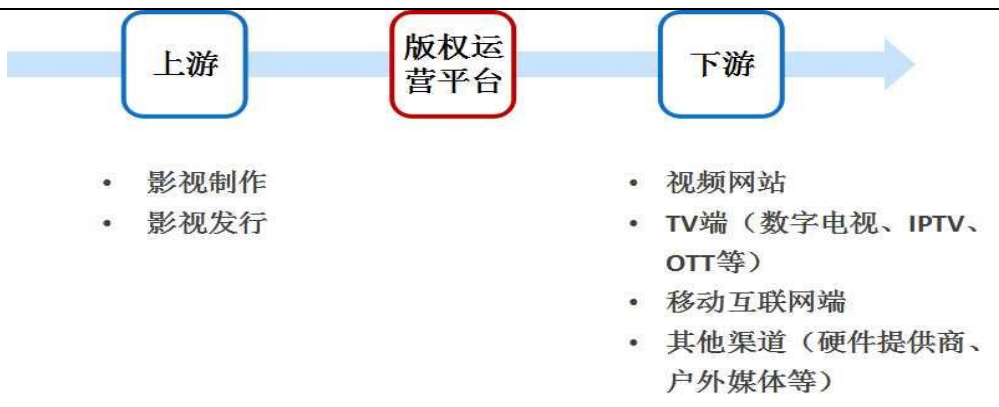 上游
版权运
营平台
下游
• 影视制作
• 影视发行
• 视频网站
• TV端（数字电视、IPTV、
OTT等）
• 移动互联网端
• 其他渠道（硬件提供商、
户外媒体等）